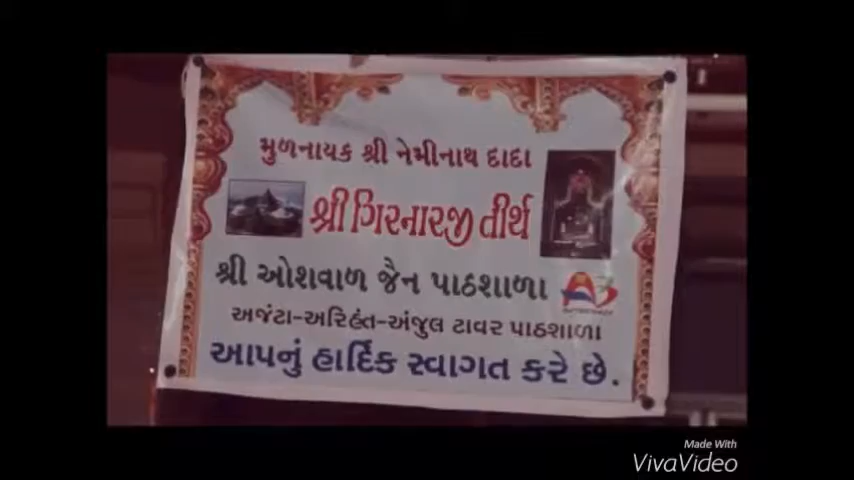 મુળનાયક શ્રી નેમીનાથ દાદા
શ્રી ગિરનારજી તીર્થ
શ્રી ઓશવાળ જૈન પાઠશાળા
અજંટા-અરિહંત-અંજુલ ટાવર પાઠશાળા
આપનું હાર્દિક સ્વાગત કરે છે.
Made With
VivaVideo